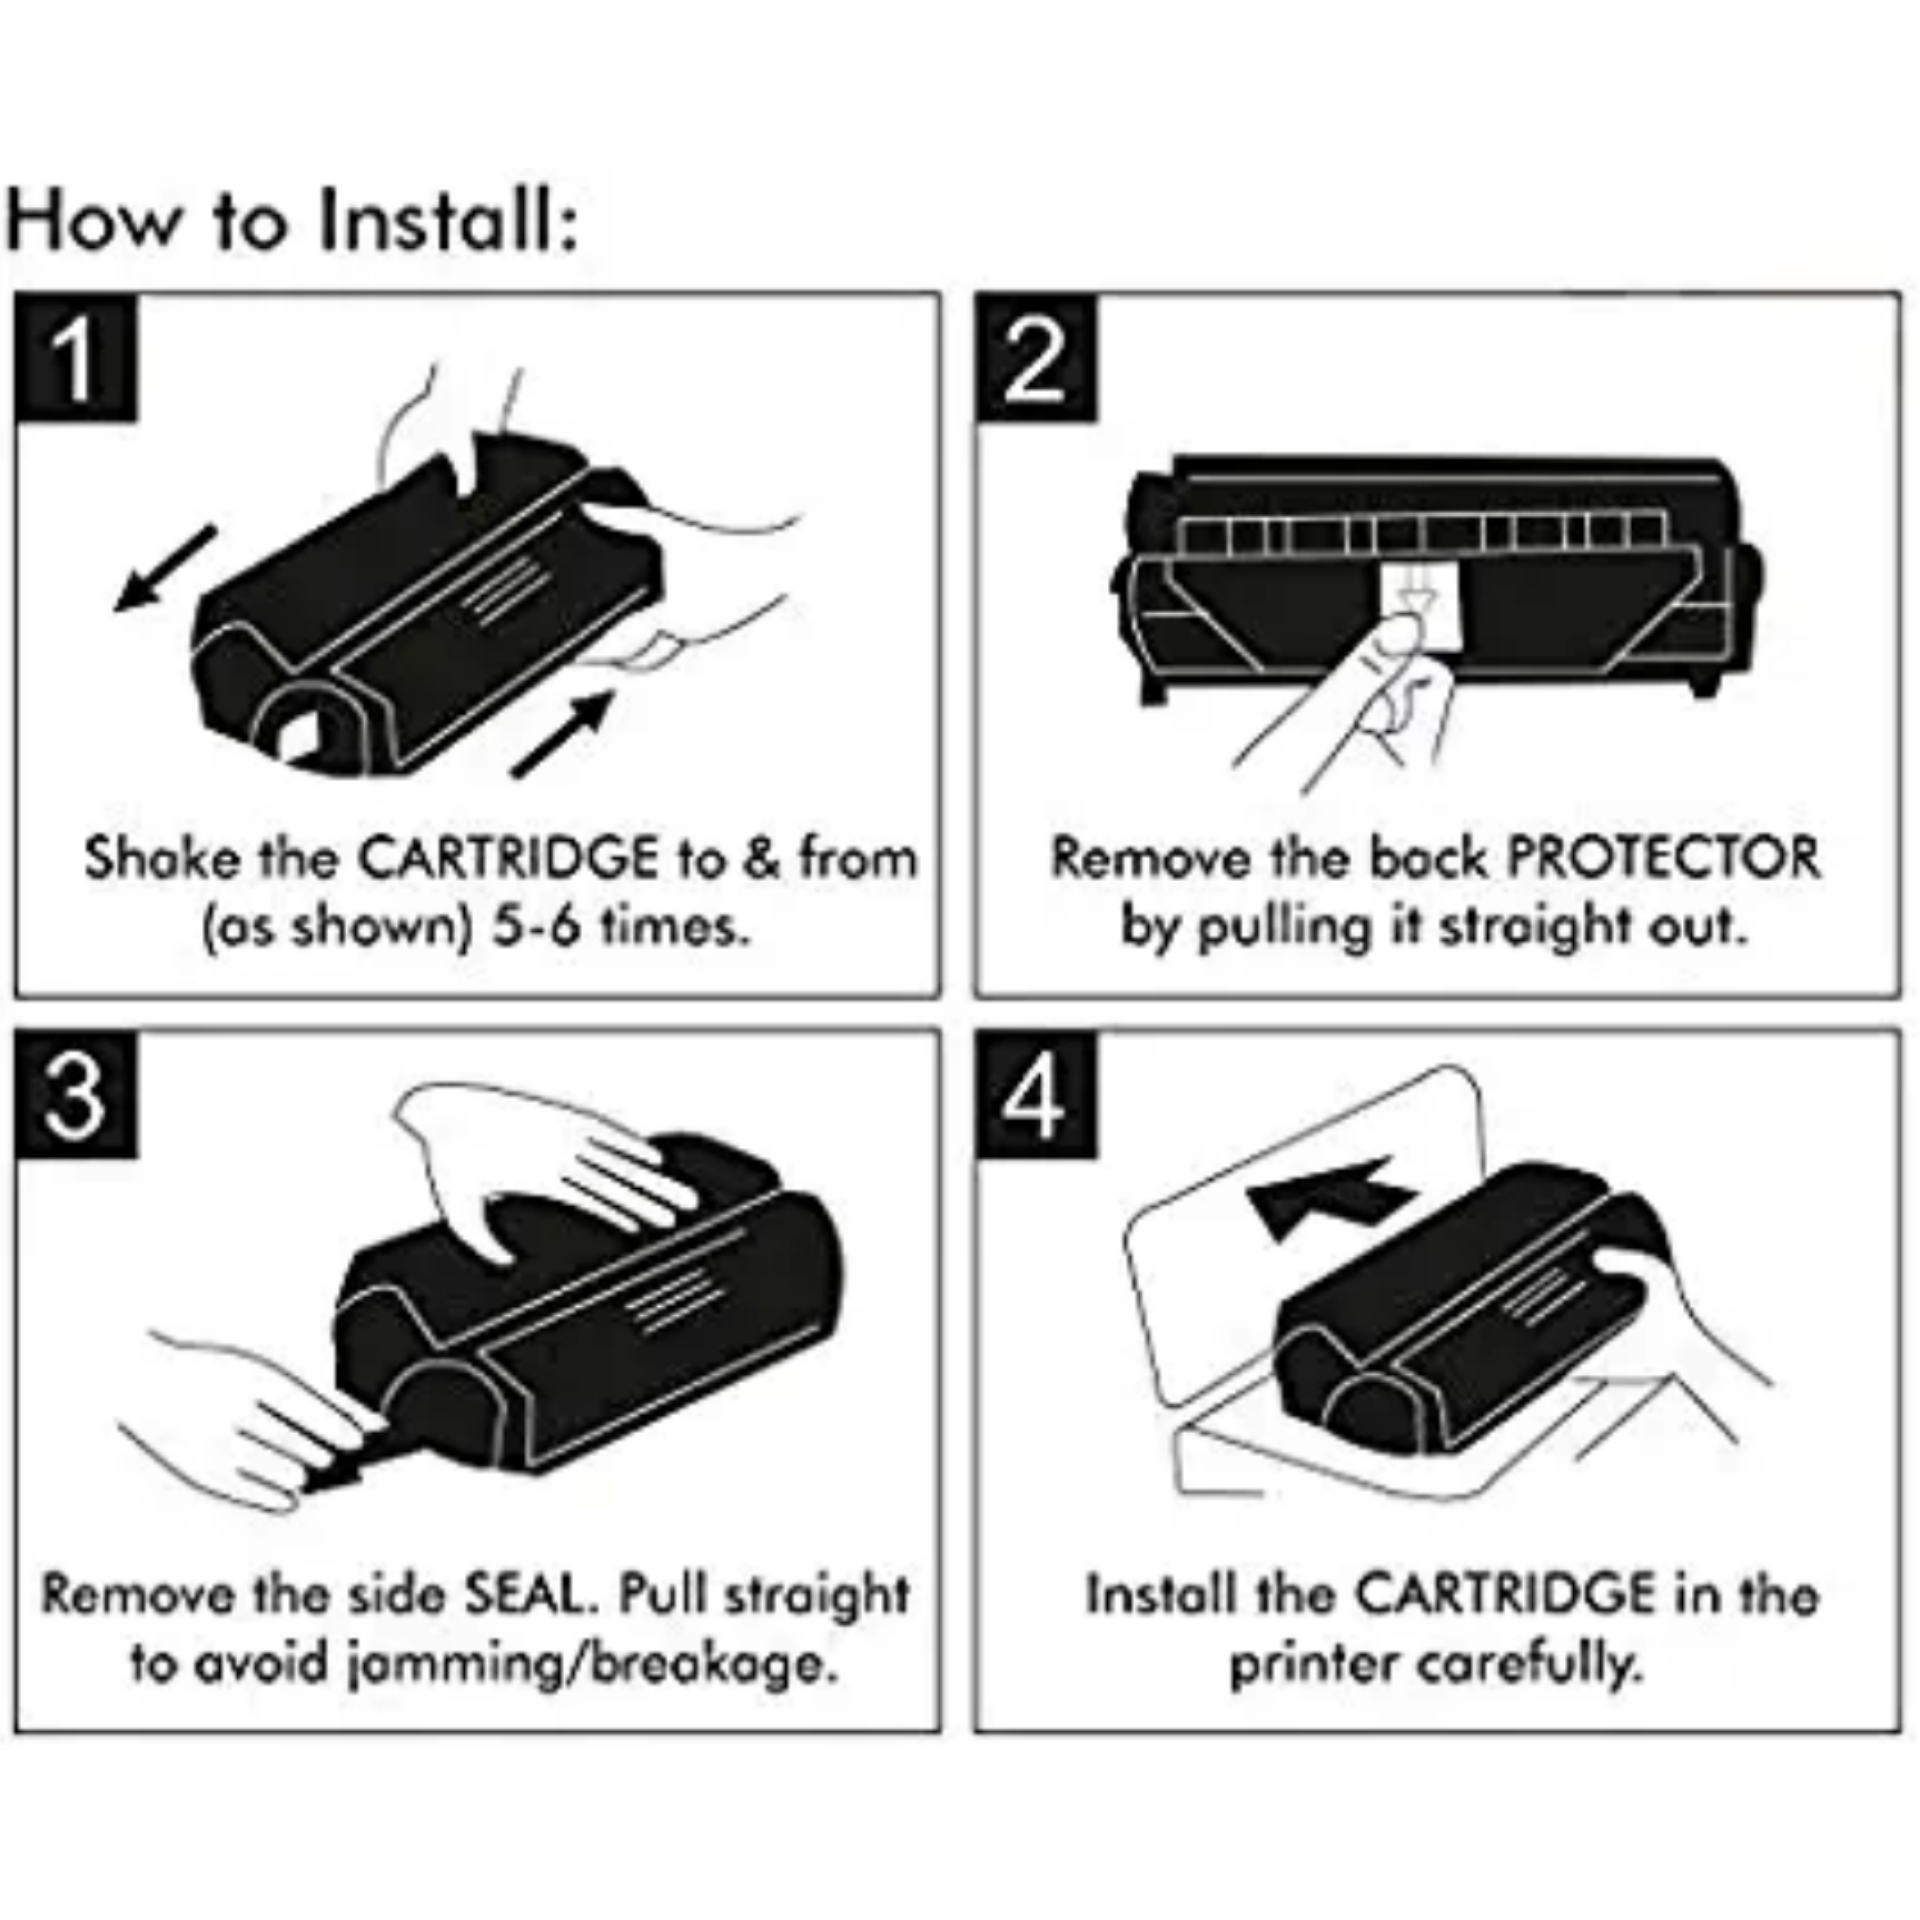 How to Install:
1
Shake the CARTRIDGE to & from
(as shown) 5-6 times.
2
Remove the back PROTECTOR
by pulling it straight out.
3
Remove the side SEAL. Pull straight
to avoid jamming/breakage.
4
Install the CARTRIDGE in the
printer carefully.